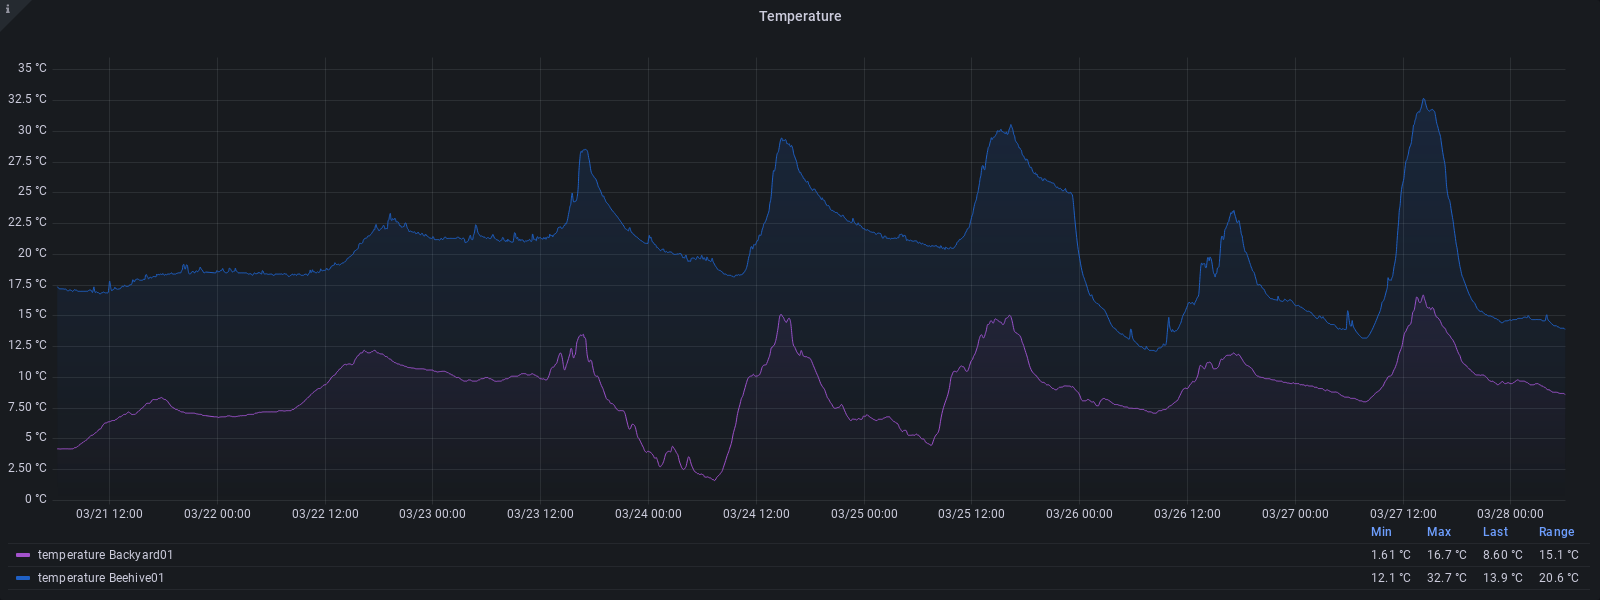 i
Temperature
35 °C
32.5 °C
30 °C
27.5 °C
25 °C
22.5 °C
20 °C
17.5 °C
15 °C
12.5 °C
10 °C
7.50 °C
5 °C
2.50 °C
0 °C
03/21 12:00 03/22 00:00 03/22 12:00 03/23 00:00 03/23 12:00 03/24 00:00 03/24 12:00 03/25 00:00 03/25 12:00 03/26 00:00 03/26 12:00 03/27 00:00 03/27 12:00 03/28 00:00
Min Max Last Range
temperature Backyard01 1.61 °C 16.7 °C 8.60 °C 15.1 °C
temperature Beehive01 12.1 °C 32.7 °C 13.9 °C 20.6 °C